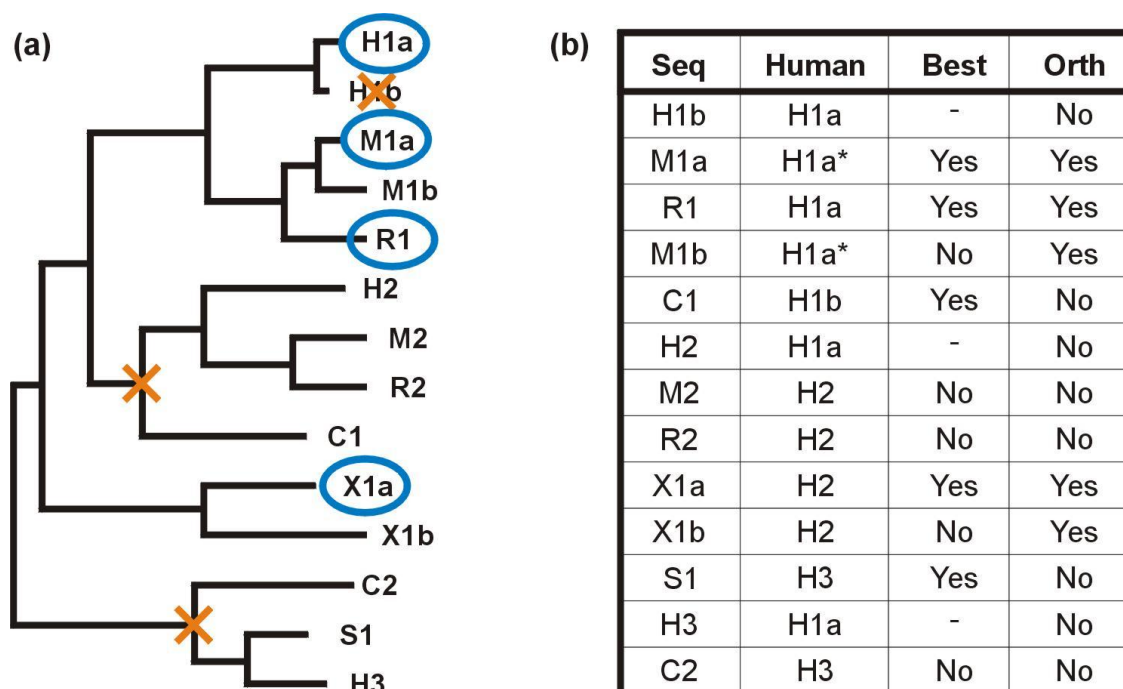 (a)
H1a
H1b
M1a
M1b
R1
H2
M2
R2
C1
X1a
X1b
C2
S1
H3
(b)
Seq Human Best Orth
H1b H1a - No
M1a H1a* Yes Yes
R1 H1a Yes Yes
M1b H1a* No Yes
C1 H1b Yes No
H2 H1a - No
M2 H2 No No
R2 H2 No No
X1a H2 Yes Yes
X1b H2 No Yes
S1 H3 Yes No
H3 H1a - No
C2 H3 No No